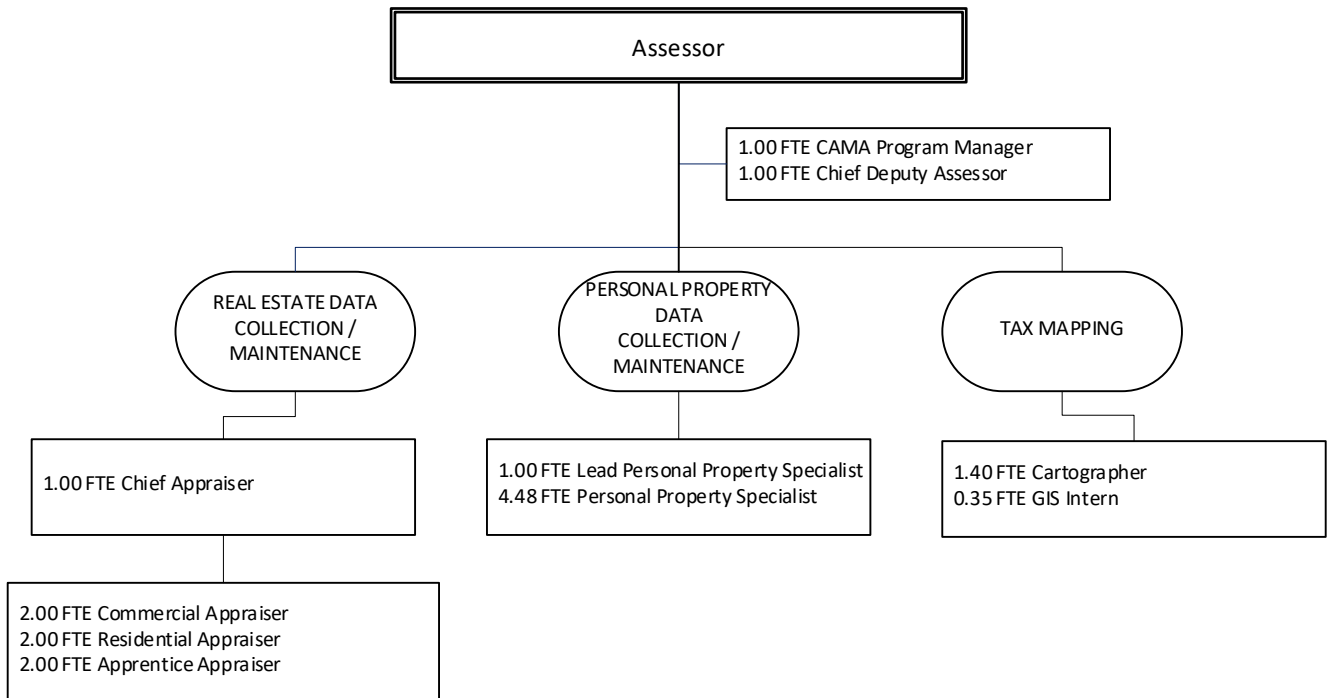 Assessor
1.00 FTE CAMA Program Manager
1.00 FTE Chief Deputy Assessor
REAL ESTATE DATA
COLLECTION /
MAINTENANCE
PERSONAL PROPERTY
DATA
COLLECTION /
MAINTENANCE
TAX MAPPING
1.00 FTE Chief Appraiser
1.00 FTE Lead Personal Property Specialist
4.48 FTE Personal Property Specialist
1.40 FTE Cartographer
0.35 FTE GIS Intern
2.00 FTE Commercial Appraiser
2.00 FTE Residential Appraiser
2.00 FTE Apprentice Appraiser